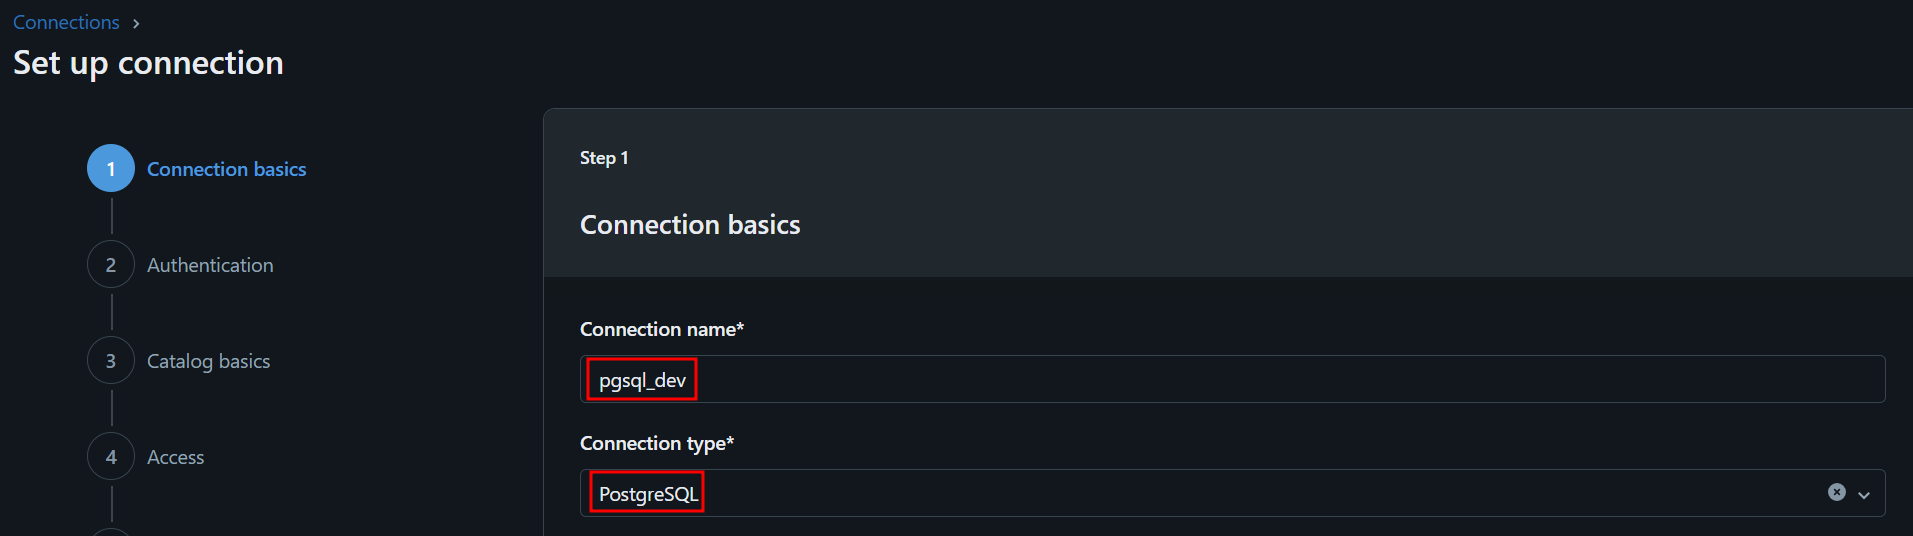 Connections >
Set up connection
1 Connection basics
2 Authentication
3 Catalog basics
4 Access
Step 1
Connection basics
Connection name*
pgsql_dev
Connection type*
PostgreSQL